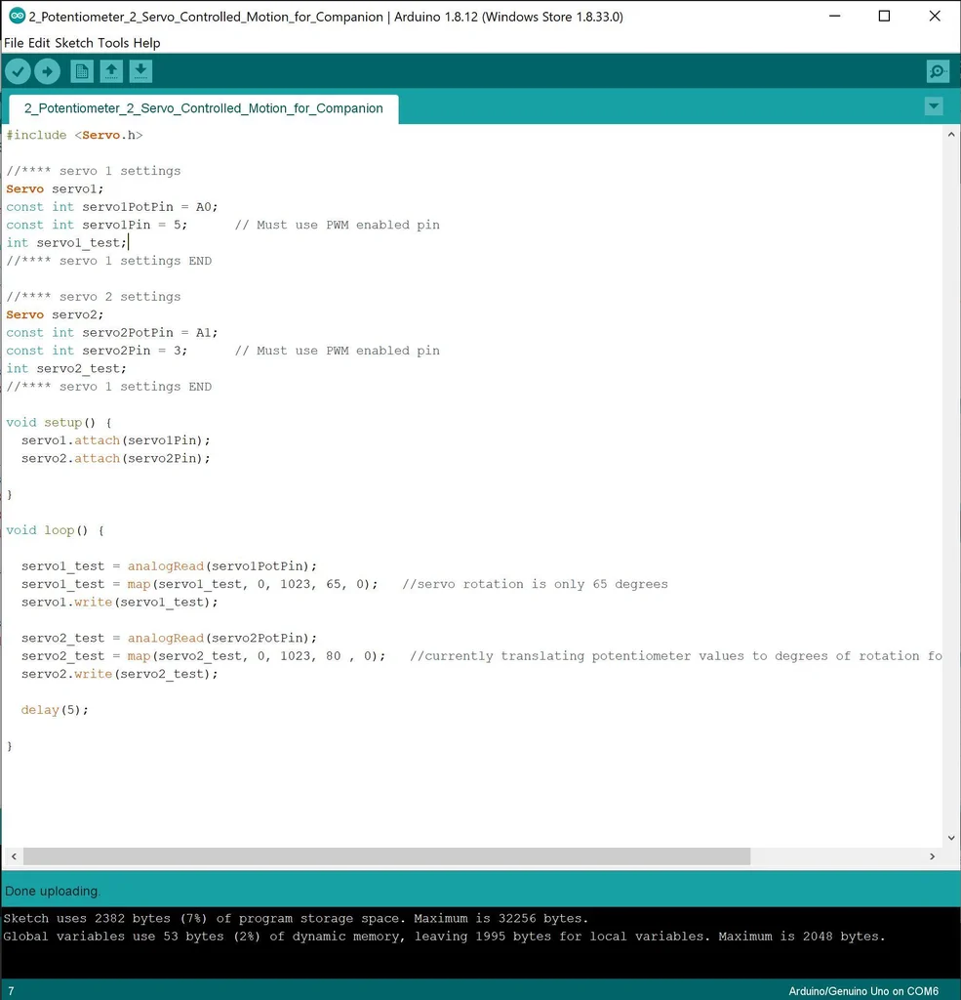 2_Potentiometer_2_Servo_Controlled_Motion_for_Companion | Arduino 1.8.12 (Windows Store 1.8.33.0)
File Edit Sketch Tools Help
2_Potentiometer_2_Servo_Controlled_Motion_for_Companion
#include <Servo.h>
//**** servo 1 settings
Servo servo1;
const int servo1PotPin = A0;
const int servo1Pin = 5;      // Must use PWM enabled pin
int servo1_test;
//**** servo 1 settings END
//**** servo 2 settings
Servo servo2;
const int servo2PotPin = A1;
const int servo2Pin = 3;      // Must use PWM enabled pin
int servo2_test;
//**** servo 1 settings END
void setup() {
  servo1.attach(servo1Pin);
  servo2.attach(servo2Pin);
}
void loop() {
  servo1_test = analogRead(servo1PotPin);
  servo1_test = map(servo1_test, 0, 1023, 65, 0);   //servo rotation is only 65 degrees
  servo1.write(servo1_test);
  servo2_test = analogRead(servo2PotPin);
  servo2_test = map(servo2_test, 0, 1023, 80 , 0);   //currently translating potentiometer values to degrees of rotation fo
  servo2.write(servo2_test);
  delay(5);
}
Done uploading.
Sketch uses 2382 bytes (7%) of program storage space. Maximum is 32256 bytes.
Global variables use 53 bytes (2%) of dynamic memory, leaving 1995 bytes for local variables. Maximum is 2048 bytes.
7
Arduino/Genuino Uno on COM6